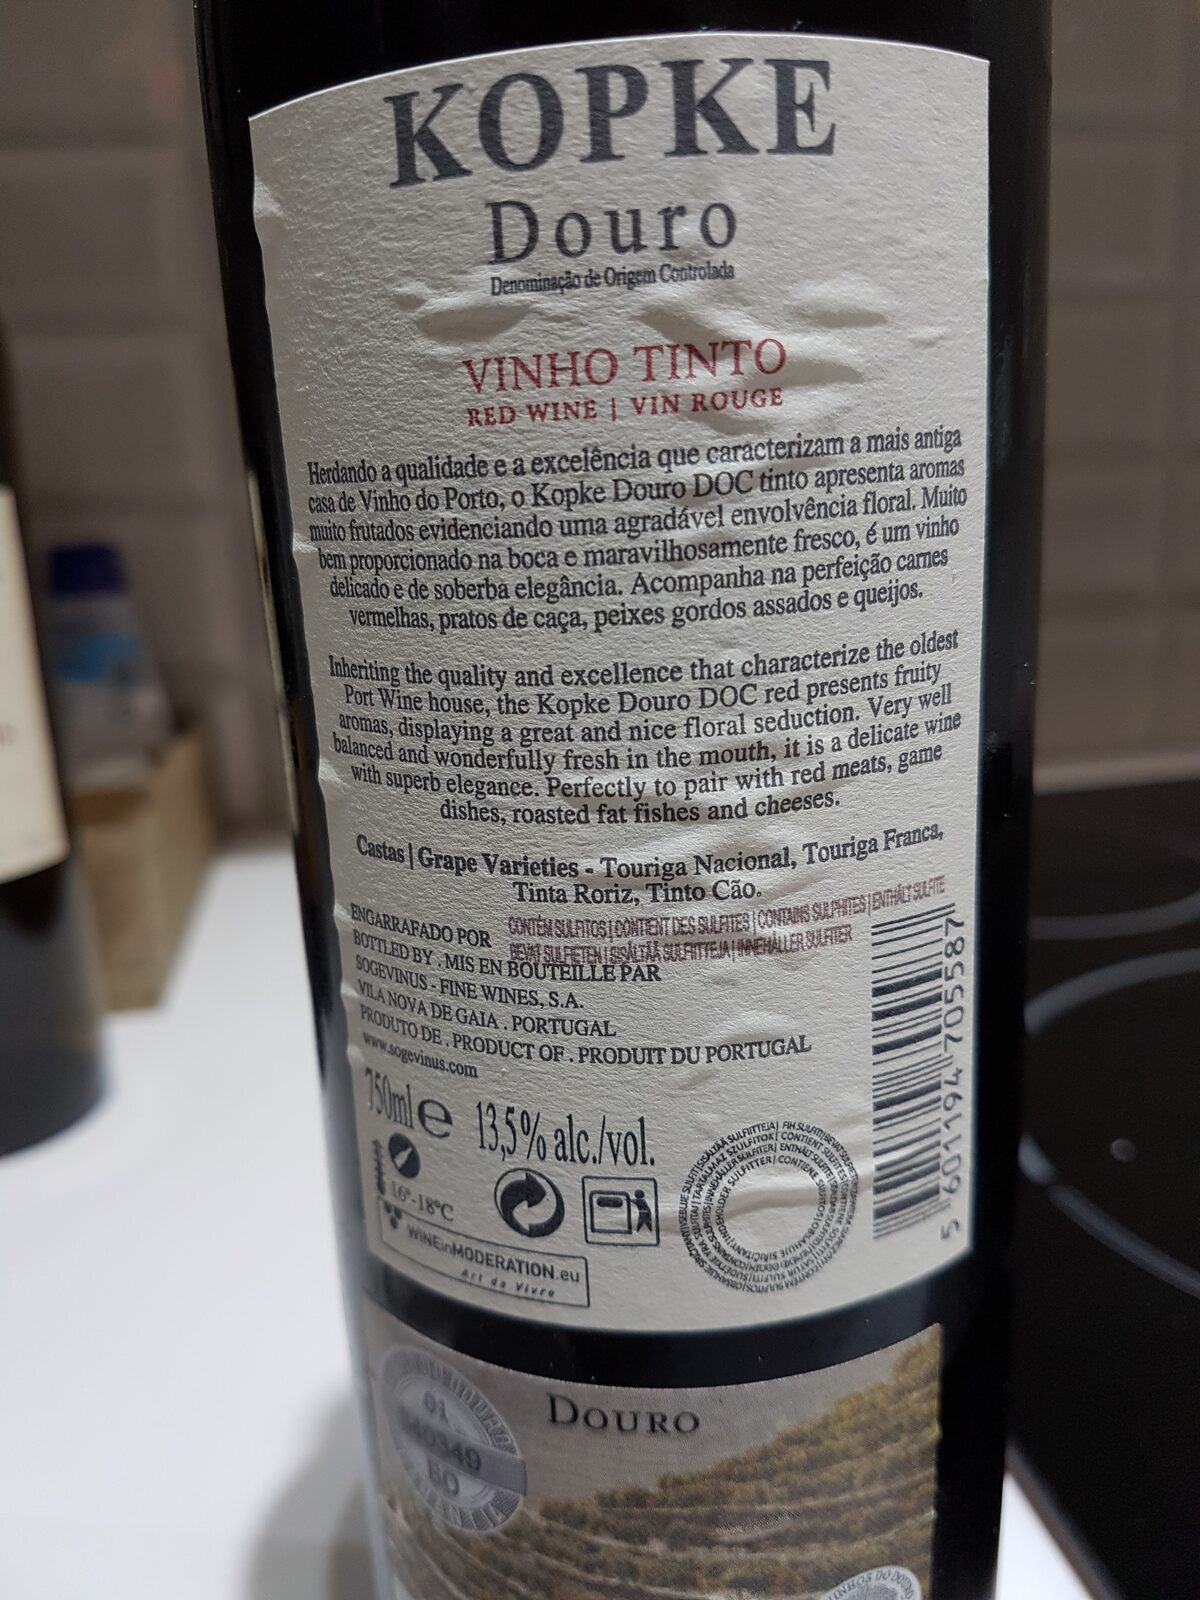 KOPKE
Douro
Denominação de Origem Controlada
VINHO TINTO
RED WINE | VIN ROUGE
Herdando a qualidade e a excelência que caracterizam a mais antiga
casa de Vinho do Porto, o Kopke Douro DOC tinto apresenta aromas
muito frutados evidenciando uma agradável envolvência floral. Muito
bem proporcionado na boca e maravilhosamente fresco, é um vinho
delicado e de soberba elegância. Acompanha na perfeição carnes
vermelhas, pratos de caça, peixes gordos assados e queijos.
Inheriting the quality and excellence that characterize the oldest
Port Wine house, the Kopke Douro DOC red presents fruity
aromas, displaying a great and nice floral seduction. Very well
balanced and wonderfully fresh in the mouth, it is a delicate wine
with superb elegance. Perfectly to pair with red meats, game
dishes, roasted fat fishes and cheeses.
Castas | Grape Varieties - Touriga Nacional, Touriga Franca,
Tinta Roriz, Tinto Cão.
CONTÉM SULFITOS | CONTIENT DES SULFITES | CONTAINS SULPHITES | ENTHÄLT SULFITE
BEVAT SULFIETEN | SISÄLTÄÄ SULFIITTEJA | INNEHÅLLER SULFITER
ENGARRAFADO POR
BOTTLED BY . MIS EN BOUTEILLE PAR
SOGEVINUS - FINE WINES, S.A.
VILA NOVA DE GAIA . PORTUGAL
PRODUTO DE . PRODUCT OF . PRODUIT DU PORTUGAL
www.sogevinus.com
750ml e 13,5% alc./vol.
16º-18ºC
WINEinMODERATION.eu
Art de Vivre
5 601194 705587
DOURO
01
BO